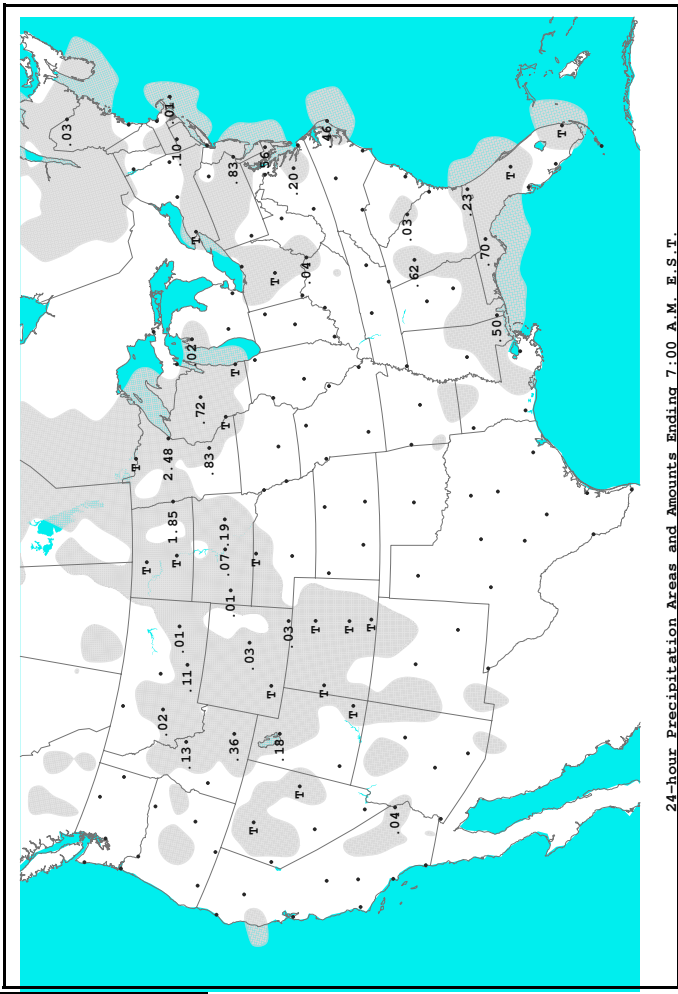 .03
T
T
.02
2.48
.01
1.85
T
.10
.01
.11
.13
.02
T
.72
.83
T
.07 .19
.01
.83
.36
T
.03
T
T
.56
T
T
.18
.03
.20
T
.04
T
T
.46
T
T
T
.04
.03
.62
.23
.70
.50
T
T
24-hour Precipitation Areas and Amounts Ending 7:00 A.M. E.S.T.